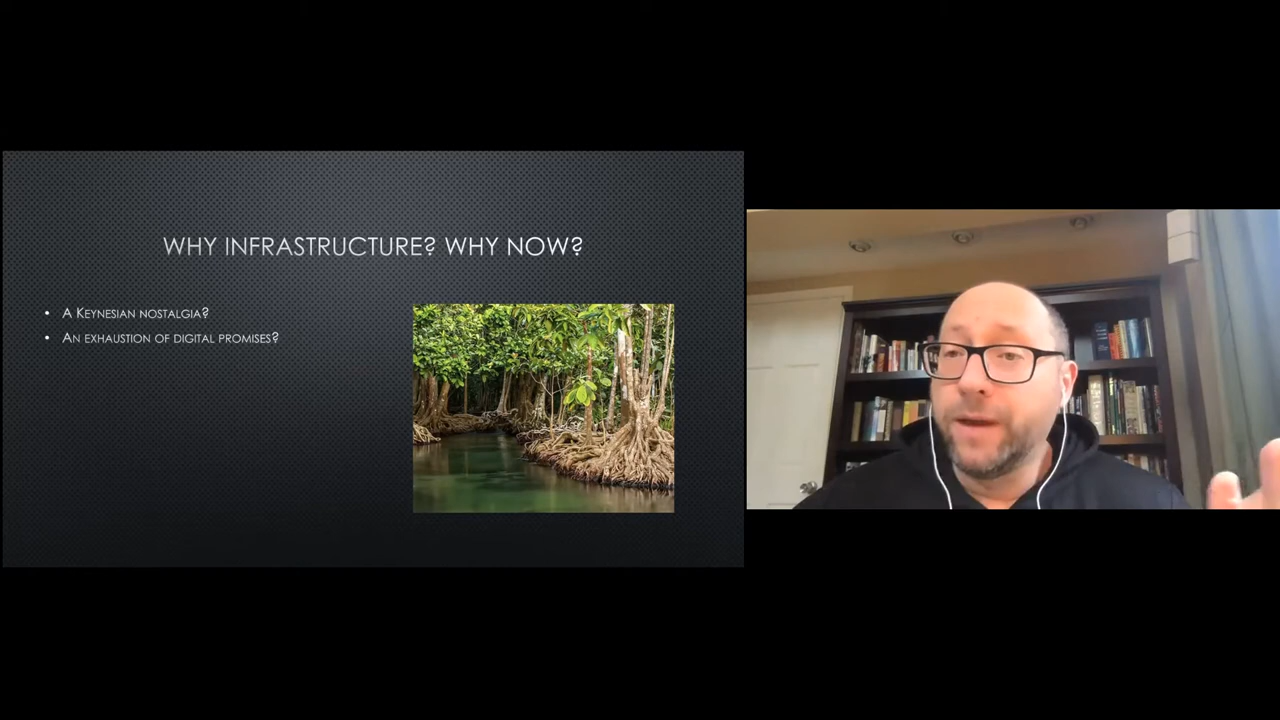 WHY INFRASTRUCTURE? WHY NOW?
• A KEYNESIAN NOSTALGIA?
• AN EXHAUSTION OF DIGITAL PROMISES?